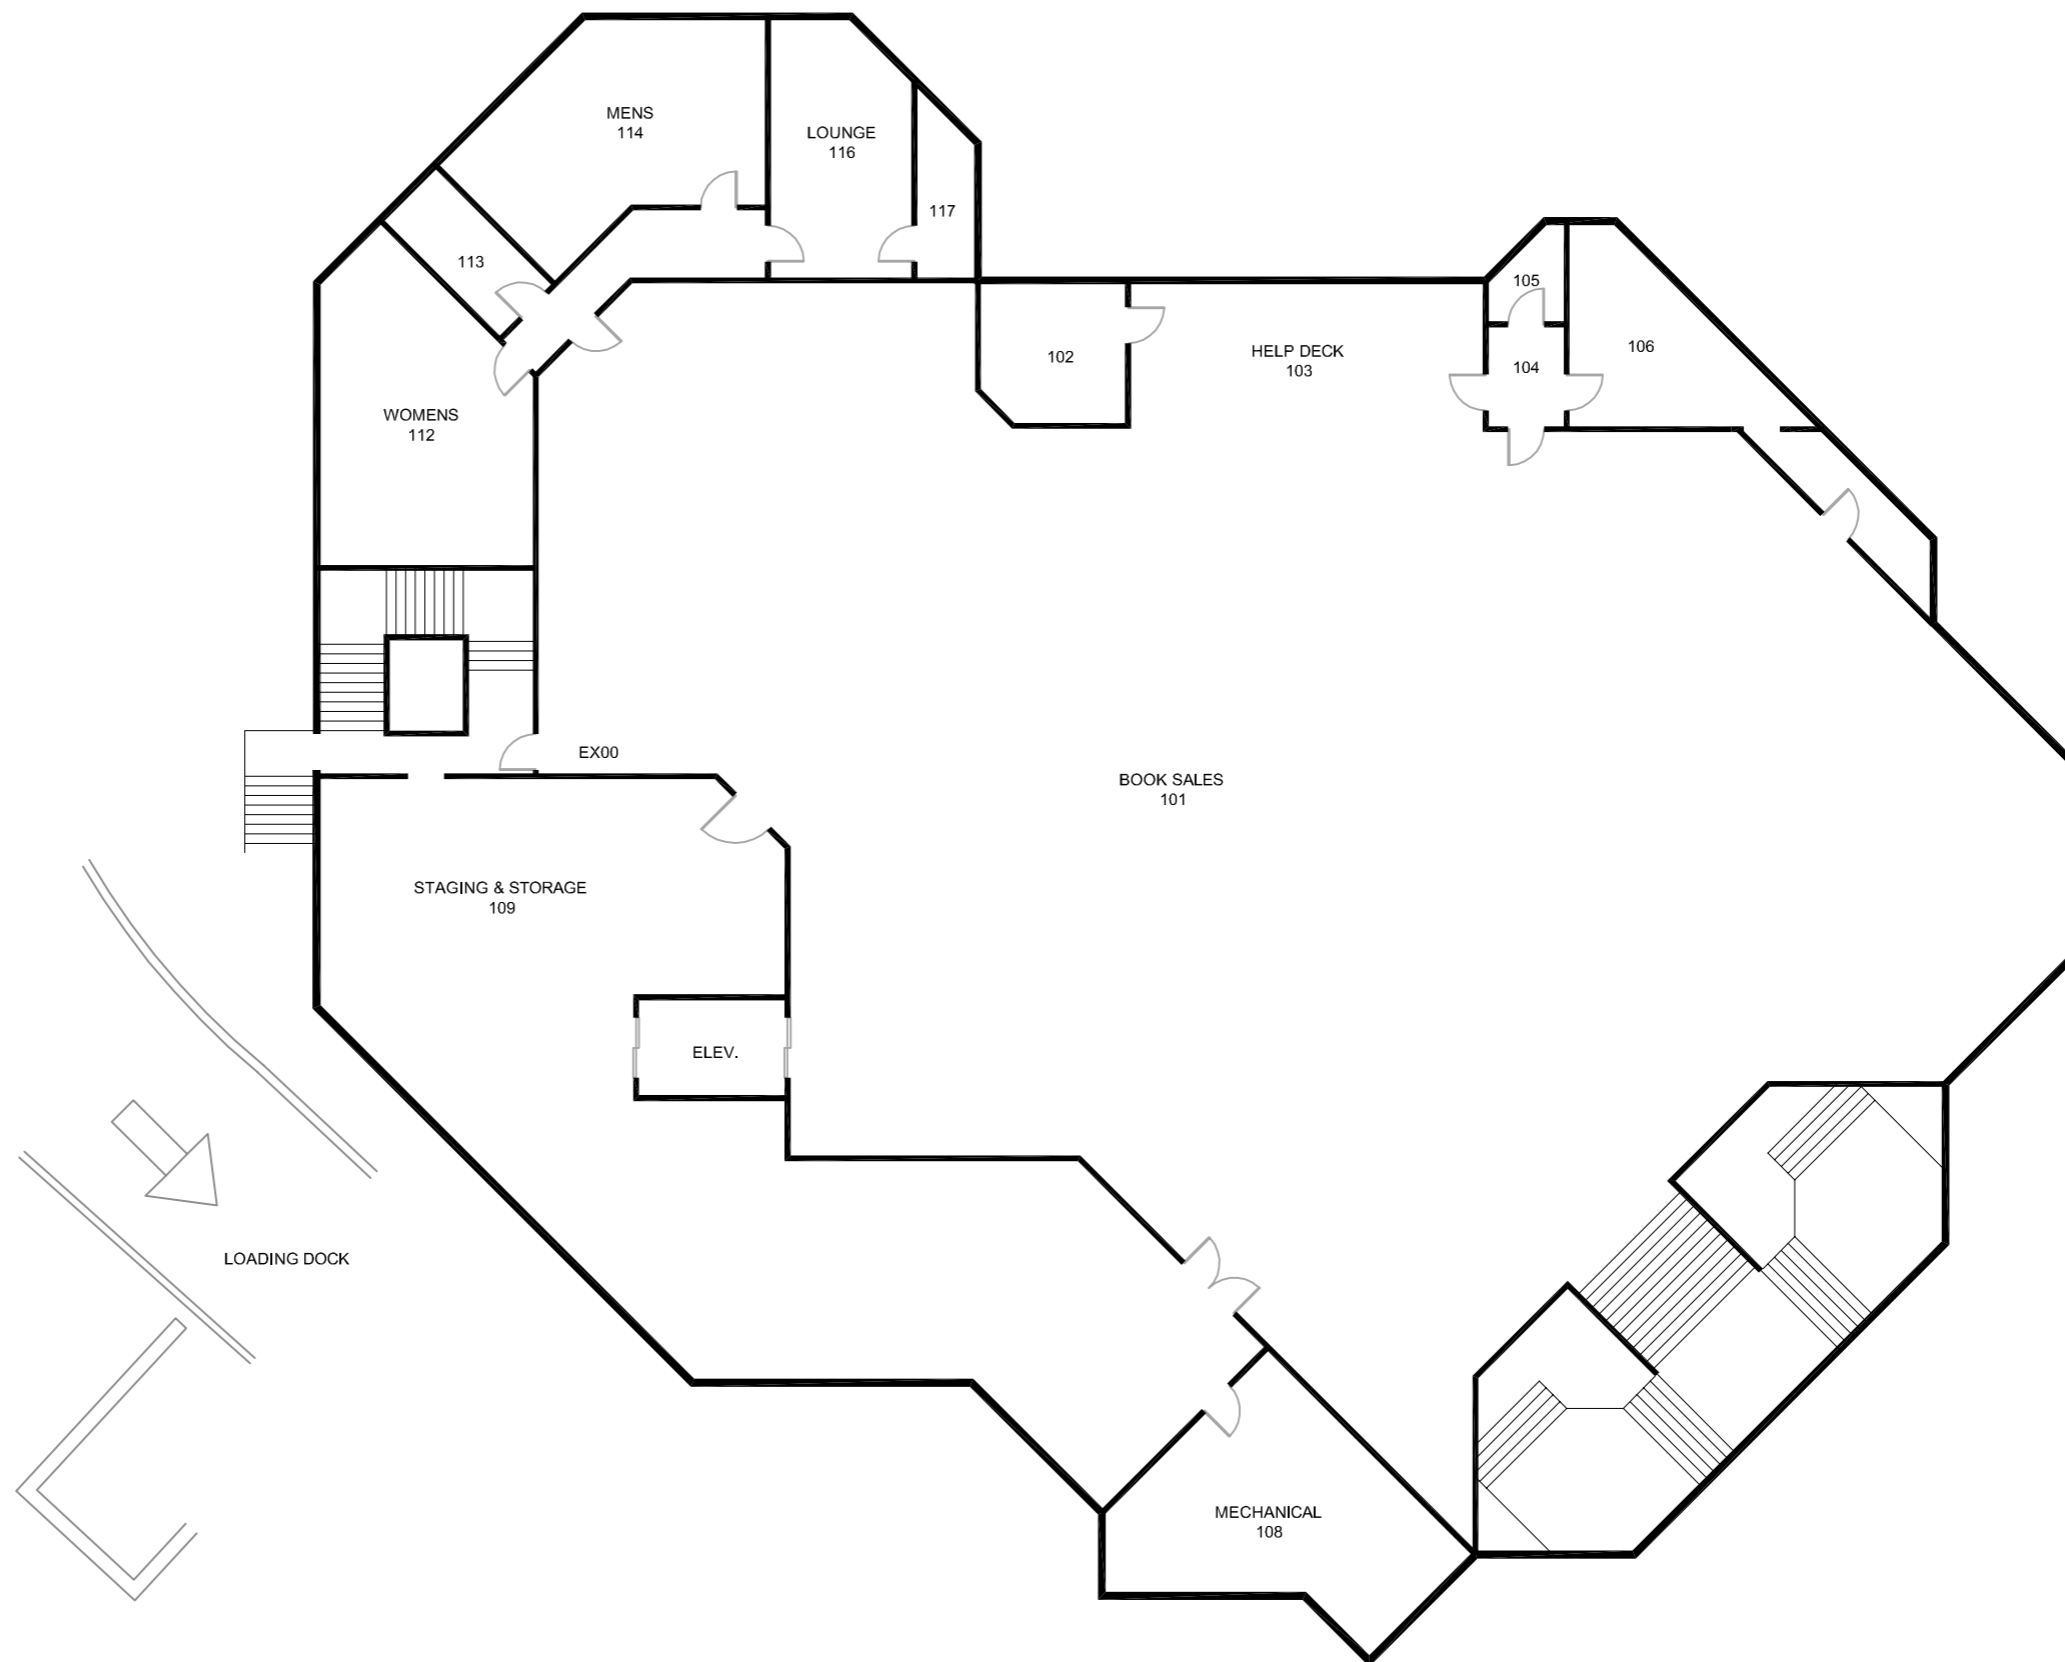 MENS
114
LOUNGE
116
117
113
105
HELP DECK
103
106
102
104
WOMENS
112
EX00
BOOK SALES
101
STAGING & STORAGE
109
ELEV.
LOADING DOCK
MECHANICAL
108